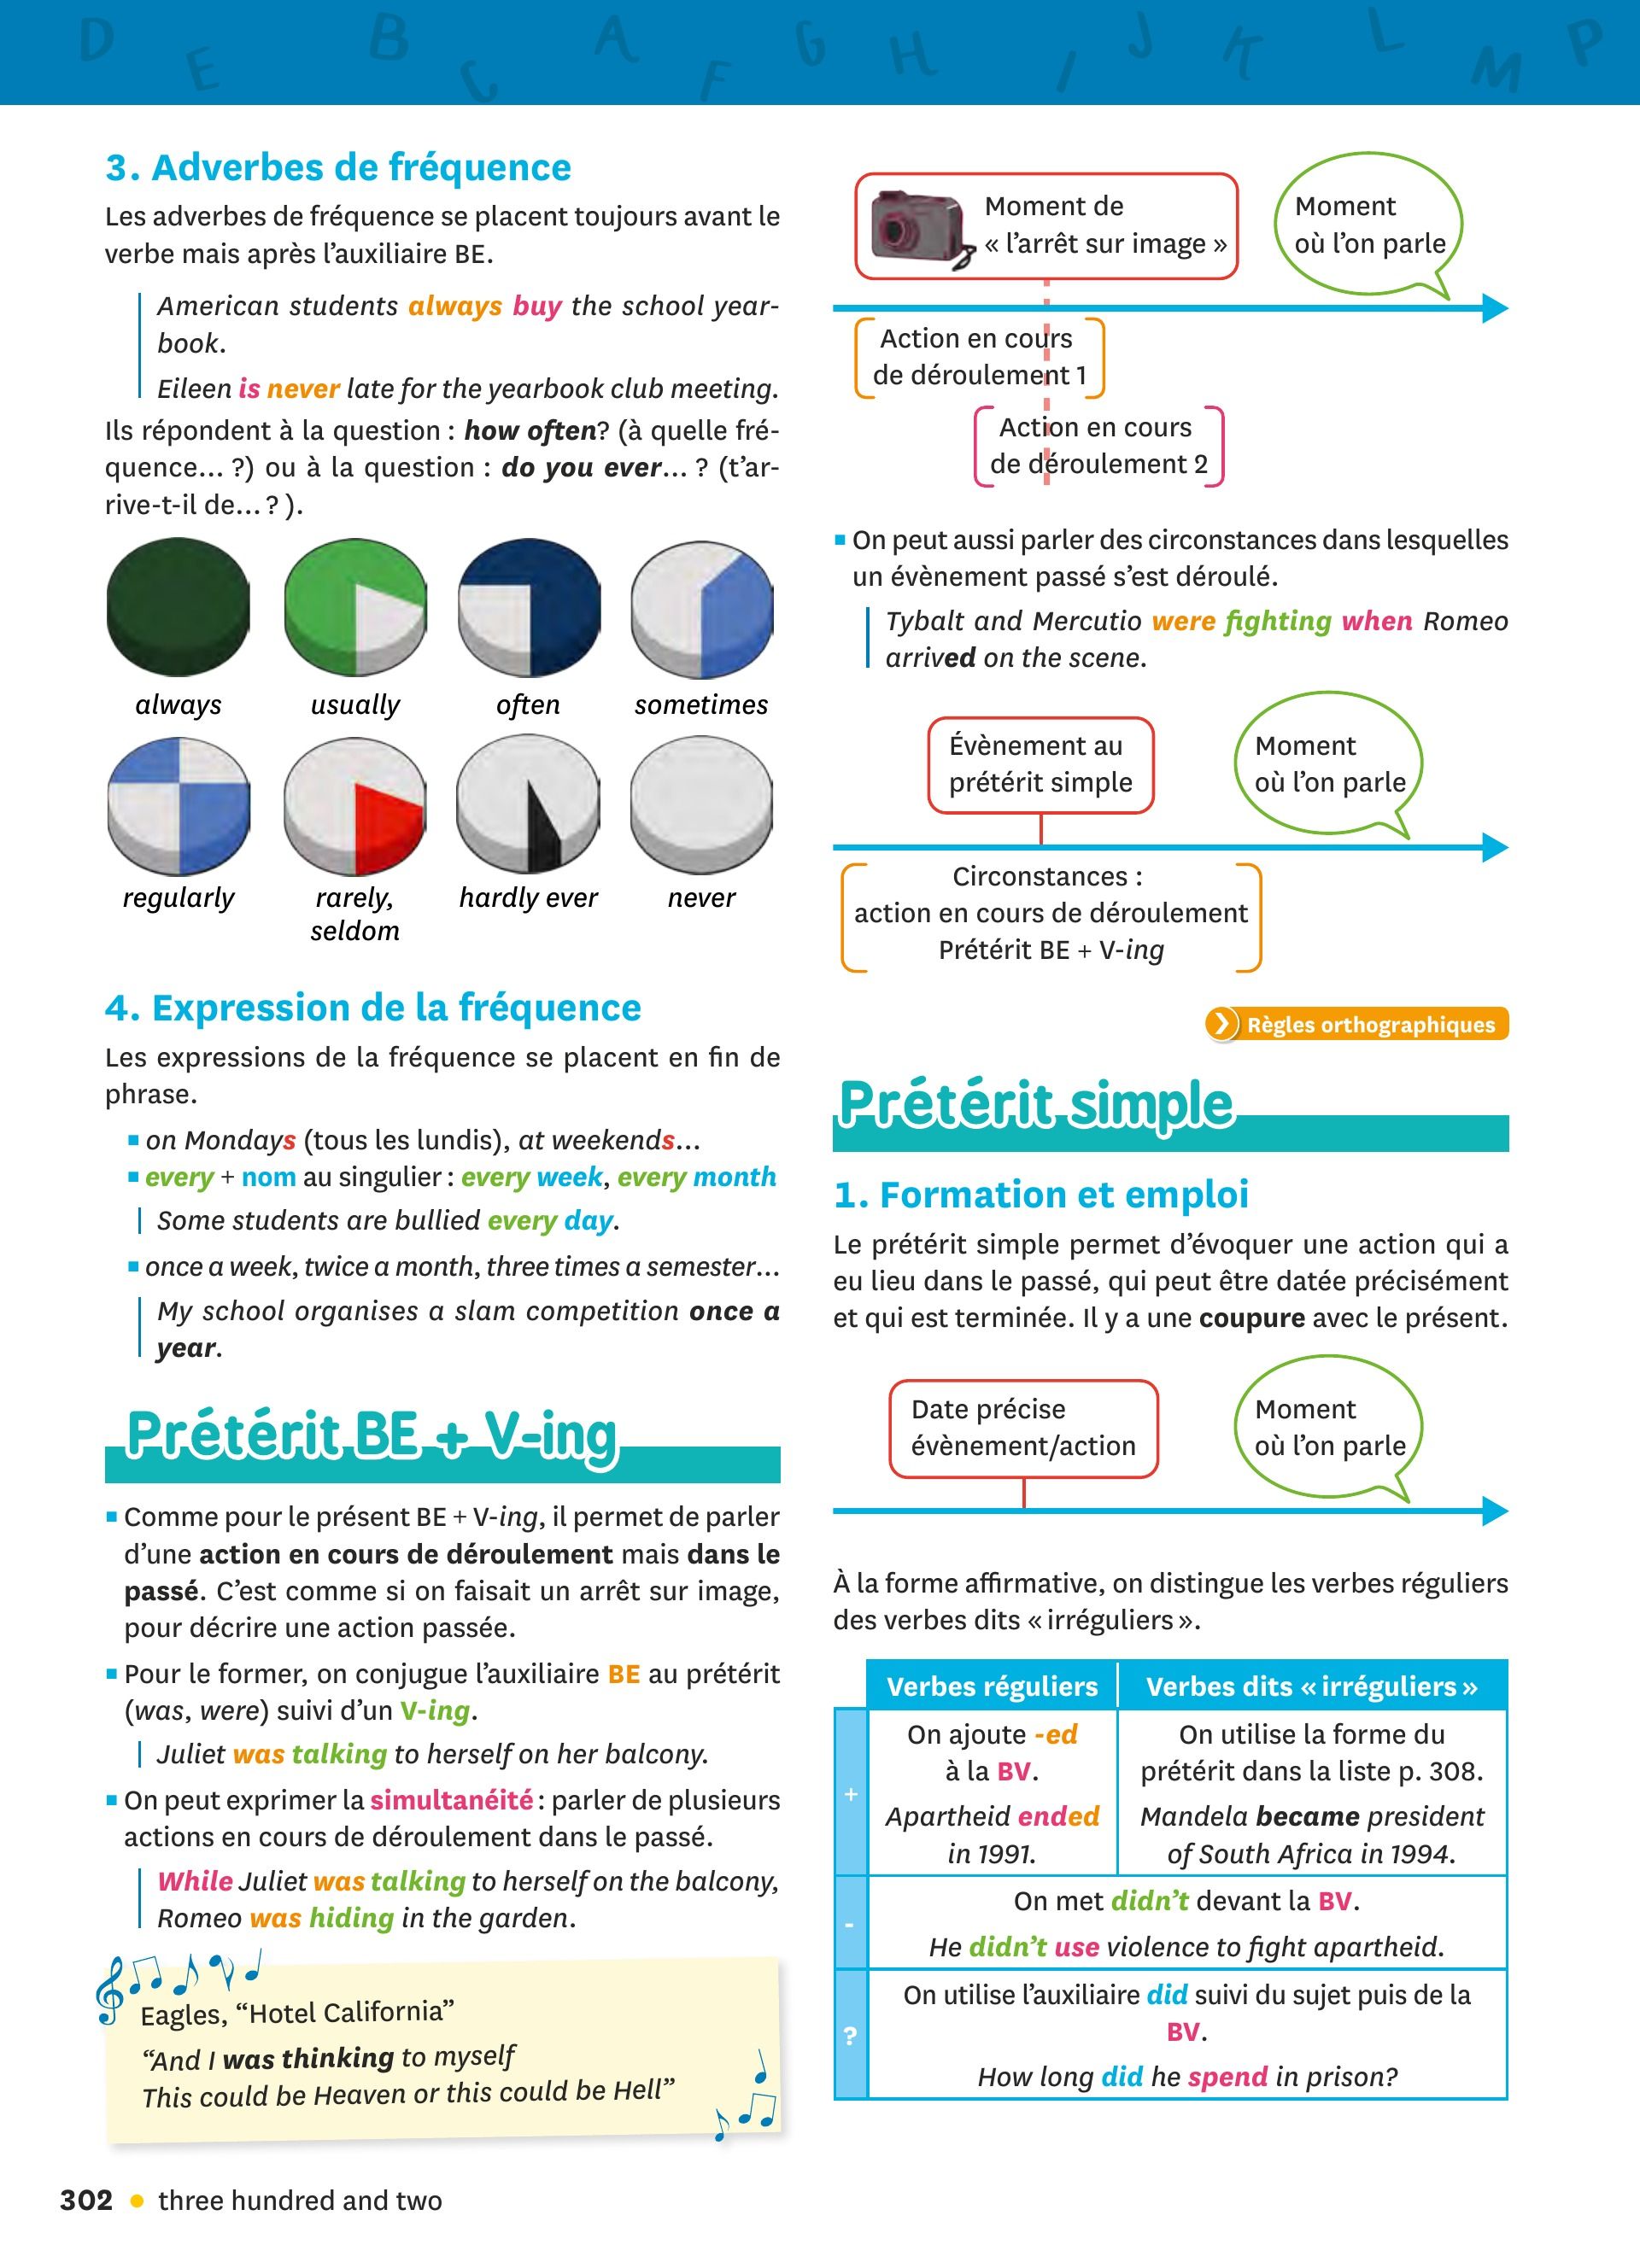 D E B C A F G H I J K L M P
3. Adverbes de fréquence
Les adverbes de fréquence se placent toujours avant le
verbe mais après l’auxiliaire BE.
American students always buy the school year-
book.
Eileen is never late for the yearbook club meeting.
Ils répondent à la question : how often? (à quelle fré-
quence… ?) ou à la question : do you ever… ? (t’ar-
rive-t-il de… ? ).
always usually often sometimes
regularly rarely, hardly ever never
seldom
4. Expression de la fréquence
Les expressions de la fréquence se placent en fin de
phrase.
on Mondays (tous les lundis), at weekends…
every + nom au singulier : every week, every month
Some students are bullied every day.
once a week, twice a month, three times a semester…
My school organises a slam competition once a
year.
Prétérit BE + V-ing
Comme pour le présent BE + V-ing, il permet de parler
d’une action en cours de déroulement mais dans le
passé. C’est comme si on faisait un arrêt sur image,
pour décrire une action passée.
Pour le former, on conjugue l’auxiliaire BE au prétérit
(was, were) suivi d’un V-ing.
Juliet was talking to herself on her balcony.
On peut exprimer la simultanéité : parler de plusieurs
actions en cours de déroulement dans le passé.
While Juliet was talking to herself on the balcony,
Romeo was hiding in the garden.
Eagles, “Hotel California”
“And I was thinking to myself
This could be Heaven or this could be Hell”
Moment de
« l’arrêt sur image »
Moment
où l’on parle
Action en cours
de déroulement 1
Action en cours
de déroulement 2
On peut aussi parler des circonstances dans lesquelles
un évènement passé s’est déroulé.
Tybalt and Mercutio were fighting when Romeo
arrived on the scene.
Évènement au
prétérit simple
Moment
où l’on parle
Circonstances :
action en cours de déroulement
Prétérit BE + V-ing
Règles orthographiques
Prétérit simple
1. Formation et emploi
Le prétérit simple permet d’évoquer une action qui a
eu lieu dans le passé, qui peut être datée précisément
et qui est terminée. Il y a une coupure avec le présent.
Date précise
évènement/action
Moment
où l’on parle
À la forme affirmative, on distingue les verbes réguliers
des verbes dits « irréguliers ».
Verbes réguliers
Verbes dits « irréguliers »
+
On ajoute -ed
à la BV.
Apartheid ended
in 1991.
On utilise la forme du
prétérit dans la liste p. 308.
Mandela became president
of South Africa in 1994.
-
On met didn’t devant la BV.
He didn’t use violence to fight apartheid.
?
On utilise l’auxiliaire did suivi du sujet puis de la
BV.
How long did he spend in prison?
302 • three hundred and two